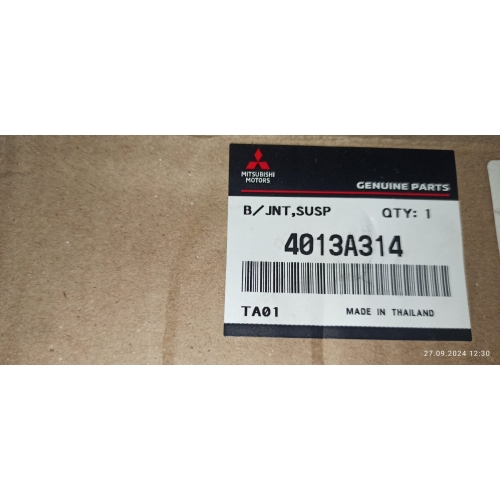 MITSUBISHI
MOTORS
GENUINE PARTS
B/JNT,SUSP QTY: 1
4013A314
TA01 MADE IN THAILAND
27.09.2024 12:30